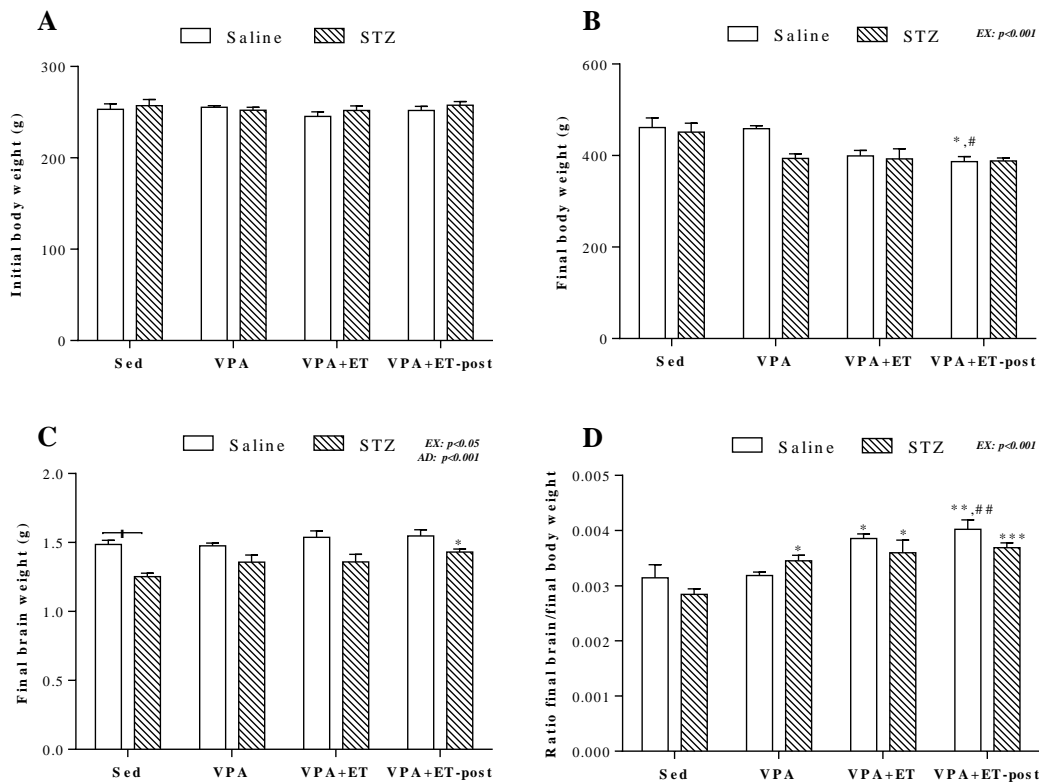 A
Saline STZ
Initial body weight (g)
300
200
100
0
Sed VPA VPA+ET VPA+ET-post
B
Saline STZ
EX: p<0.001
Final body weight (g)
600
400
200
0
*,#
Sed VPA VPA+ET VPA+ET-post
C
Saline STZ
EX: p<0.05
AD: p<0.001
Final brain weight (g)
2.0
1.5
1.0
0.5
0.0
*
Sed VPA VPA+ET VPA+ET-post
D
Saline STZ
EX: p<0.001
Ratio final brain/final body weight
0.005
0.004
0.003
0.002
0.001
0.000
*
*
*
**,##
***
Sed VPA VPA+ET VPA+ET-post